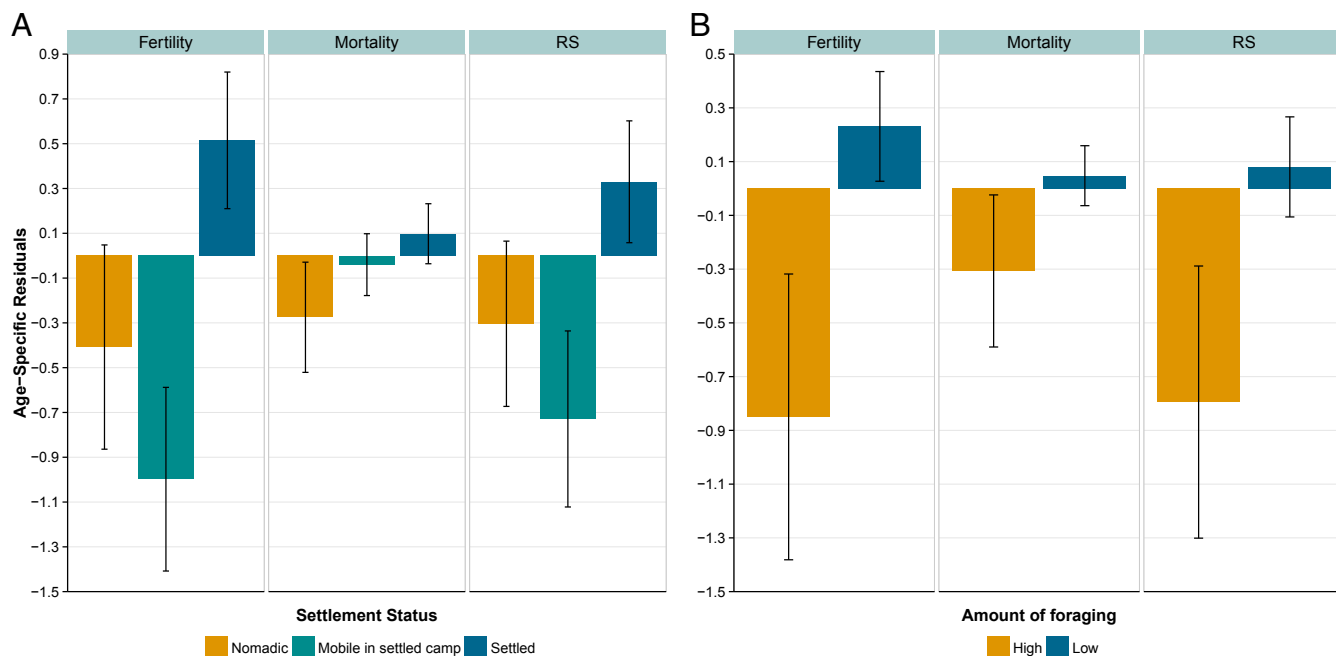 A
Fertility Mortality RS
0.9
0.7
0.5
0.3
0.1
−0.1
−0.3
−0.5
−0.7
−0.9
−1.1
−1.3
−1.5
Age−Specific Residuals
Settlement Status
Nomadic Mobile in settled camp Settled
B
Fertility Mortality RS
0.5
0.3
0.1
−0.1
−0.3
−0.5
−0.7
−0.9
−1.1
−1.3
−1.5
Amount of foraging
High Low